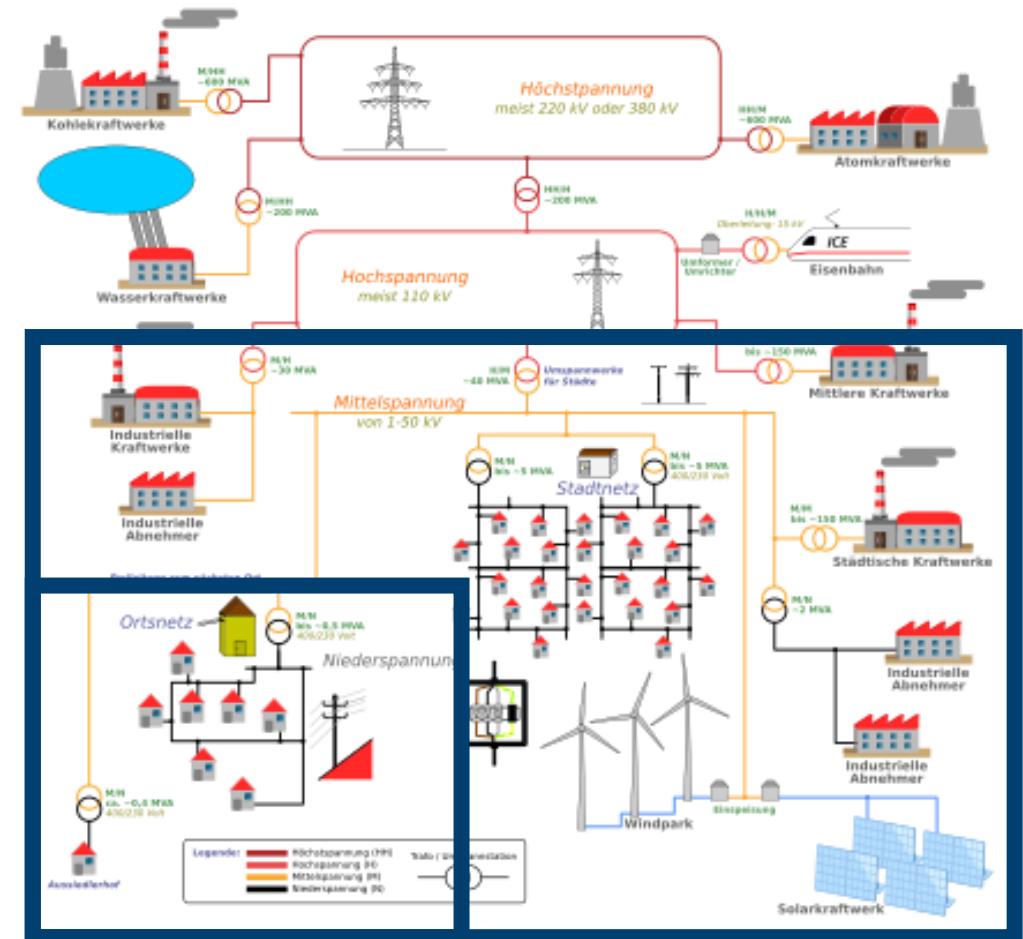 M/HH
~600 MVA
Kohlekraftwerke
Höchstpannung
meist 220 kV oder 380 kV
HH/M
~600 MVA
Atomkraftwerke
M/HH
~200 MVA
HH/H
~200 MVA
Wasserkraftwerke
H/H/M
Oberleitung- 15 kV
ICE
Umformer /
Umrichter
Eisenbahn
Hochspannung
meist 110 kV
M/H
~30 MVA
H/M
~40 MVA
Umspannwerke
für Städte
bis ~150 MVA
Mittlere Kraftwerke
Mittelspannung
von 1-50 kV
Industrielle
Kraftwerke
M/N
bis ~5 MVA
M/N
bis ~5 MVA
400/230 Volt
Stadtnetz
Industrielle
Abnehmer
M/M
bis ~150 MVA
Städtische Kraftwerke
M/N
~2 MVA
Ortsnetz
M/N
bis ~0,5 MVA
400/230 Volt
Niederspannung
Industrielle
Abnehmer
Industrielle
Abnehmer
M/N
ca. ~0,4 MVA
400/230 Volt
Einspeisung
Windpark
Aussiedlerhof
Legende:
Höchstspannung (HH)
Hochspannung (H)
Mittelspannung (M)
Niederspannung (N)
Trafo / Um
nstation
Solarkraftwerk